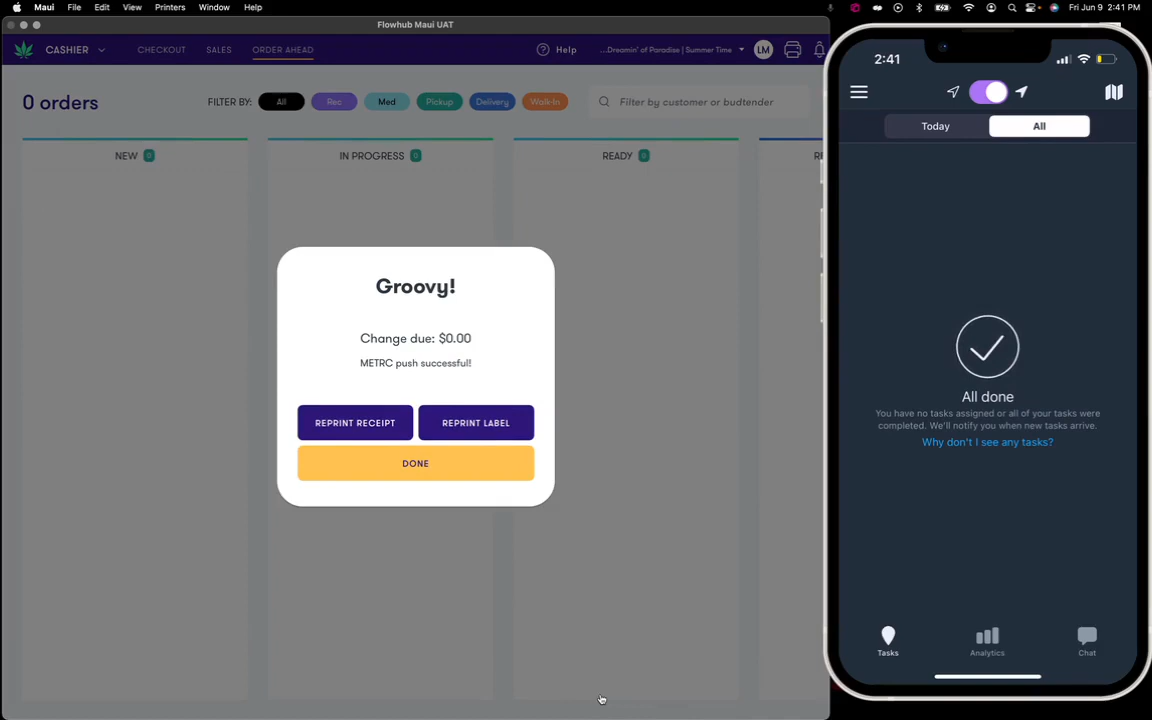 Maui File Edit View Printers Window Help Fri Jun 9 2:41 PM
Flowhub Maui UAT
CASHIER CHECKOUT SALES ORDER AHEAD Help ...Dreamin' of Paradise | Summer Time LM
0 orders FILTER BY: All Rec Med Pickup Delivery Walk-In Filter by customer or budtender
NEW 0 IN PROGRESS 0 READY 0
Groovy!
Change due: $0.00
METRC push successful!
REPRINT RECEIPT REPRINT LABEL
DONE
2:41
Today All
All done
You have no tasks assigned or all of your tasks were
completed. We'll notify you when new tasks arrive.
Why don't I see any tasks?
Tasks Analytics Chat